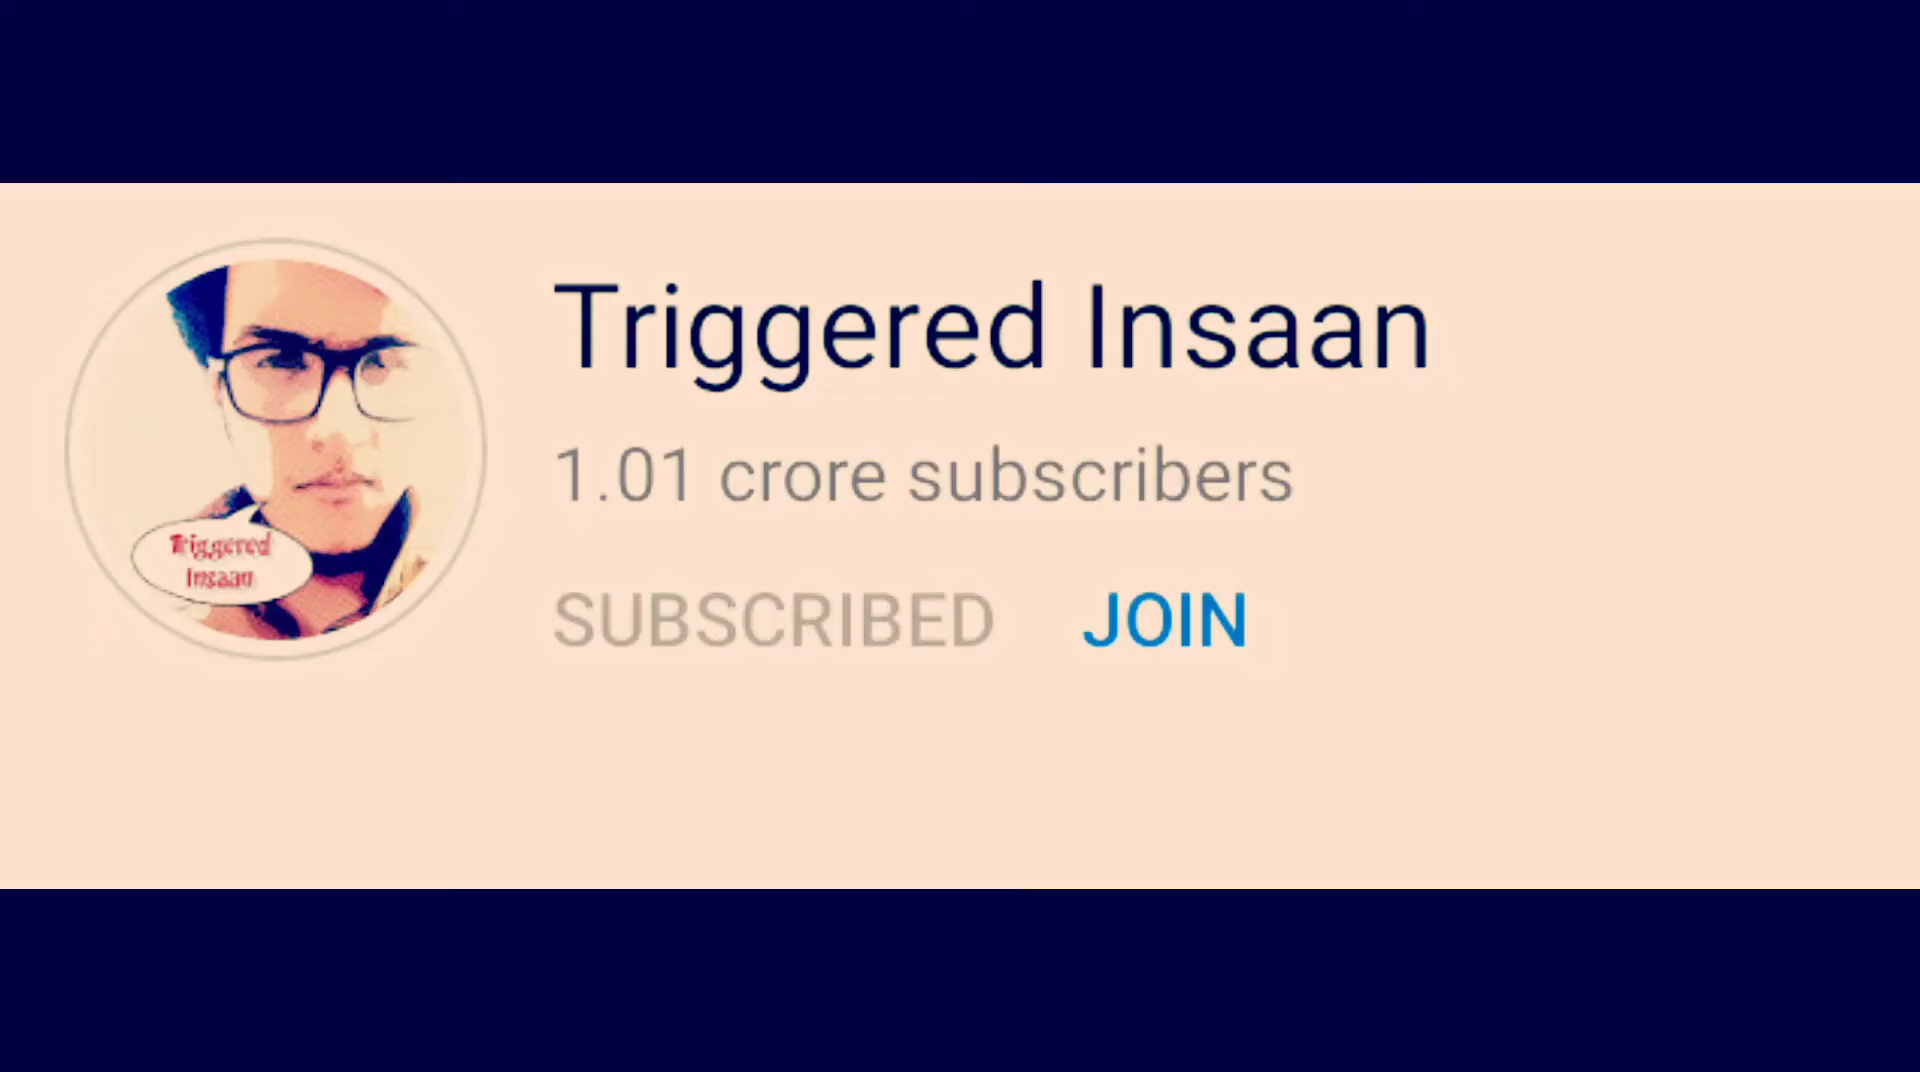 Triggered Insaan
1.01 crore subscribers
SUBSCRIBED JOIN
Triggered
Insaan